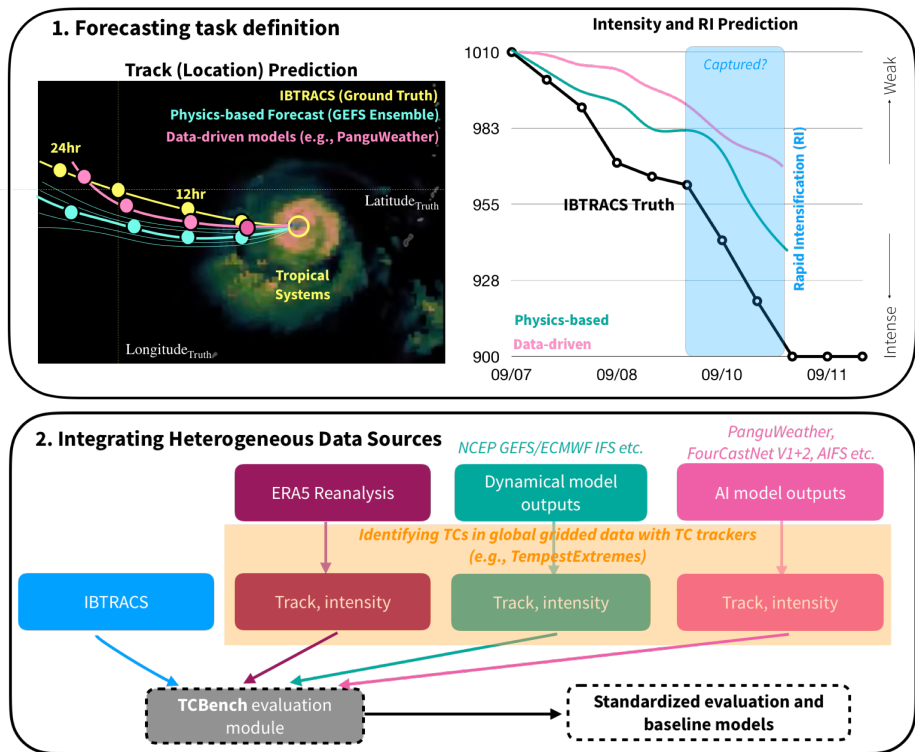 1. Forecasting task definition
Track (Location) Prediction
IBTRACS (Ground Truth)
Physics-based Forecast (GEFS Ensemble)
Data-driven models (e.g., PanguWeather)
24hr
12hr
Latitude_Truth
Tropical
Systems
Longitude_Truth
Intensity and RI Prediction
1010
983
955
928
900
Captured?
IBTRACS Truth
Physics-based
Data-driven
Rapid Intensification (RI)
Weak
Intense
09/07
09/08
09/10
09/11
2. Integrating Heterogeneous Data Sources
NCEP GEFS/ECMWF IFS etc.
PanguWeather,
FourCastNet V1+2, AIFS etc.
ERA5 Reanalysis
Dynamical model
outputs
AI model outputs
Identifying TCs in global gridded data with TC trackers
(e.g., TempestExtremes)
IBTRACS
Track, intensity
Track, intensity
Track, intensity
TCBench evaluation
module
Standardized evaluation and
baseline models